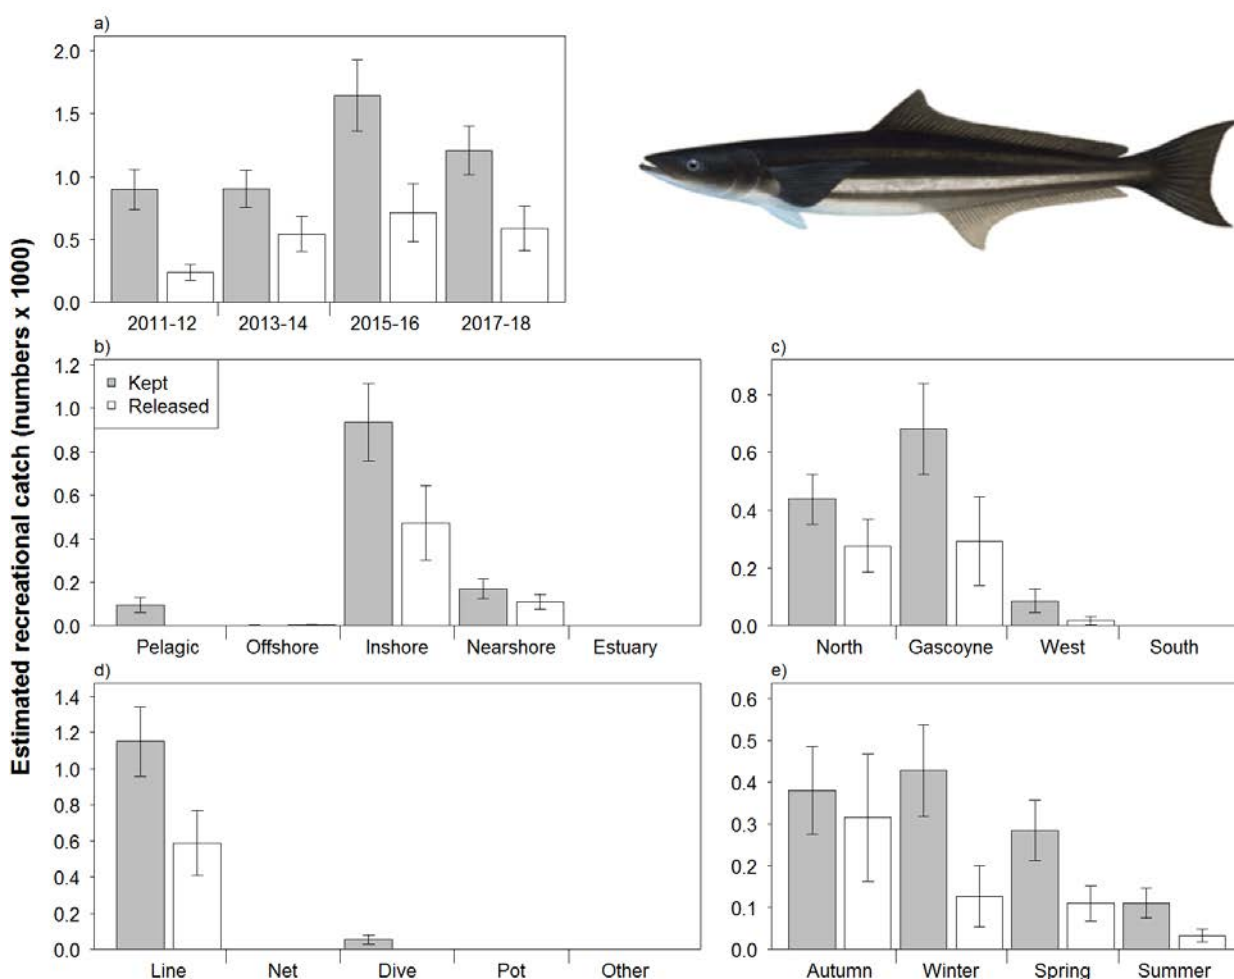 a)
Estimated recreational catch (numbers x 1000)
2.0
1.5
1.0
0.5
0.0
2011-12 2013-14 2015-16 2017-18
b)
Kept
Released
1.2
1.0
0.8
0.6
0.4
0.2
0.0
Pelagic Offshore Inshore Nearshore Estuary
c)
0.8
0.6
0.4
0.2
0.0
North Gascoyne West South
d)
1.4
1.2
1.0
0.8
0.6
0.4
0.2
0.0
Line Net Dive Pot Other
e)
0.6
0.5
0.4
0.3
0.2
0.1
0.0
Autumn Winter Spring Summer